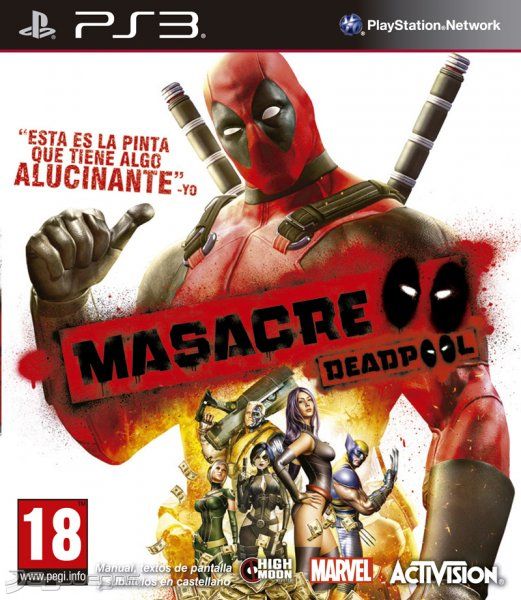 PS3
PlayStation®Network
"ESTA ES LA PINTA
QUE TIENE ALGO
ALUCINANTE" -YO
MASACRE
DEADPOOL
18
www.pegi.info
Manual, textos de pantalla
y subtítulos en castellano
HIGH
MOON
MARVEL
ACTIVISION®